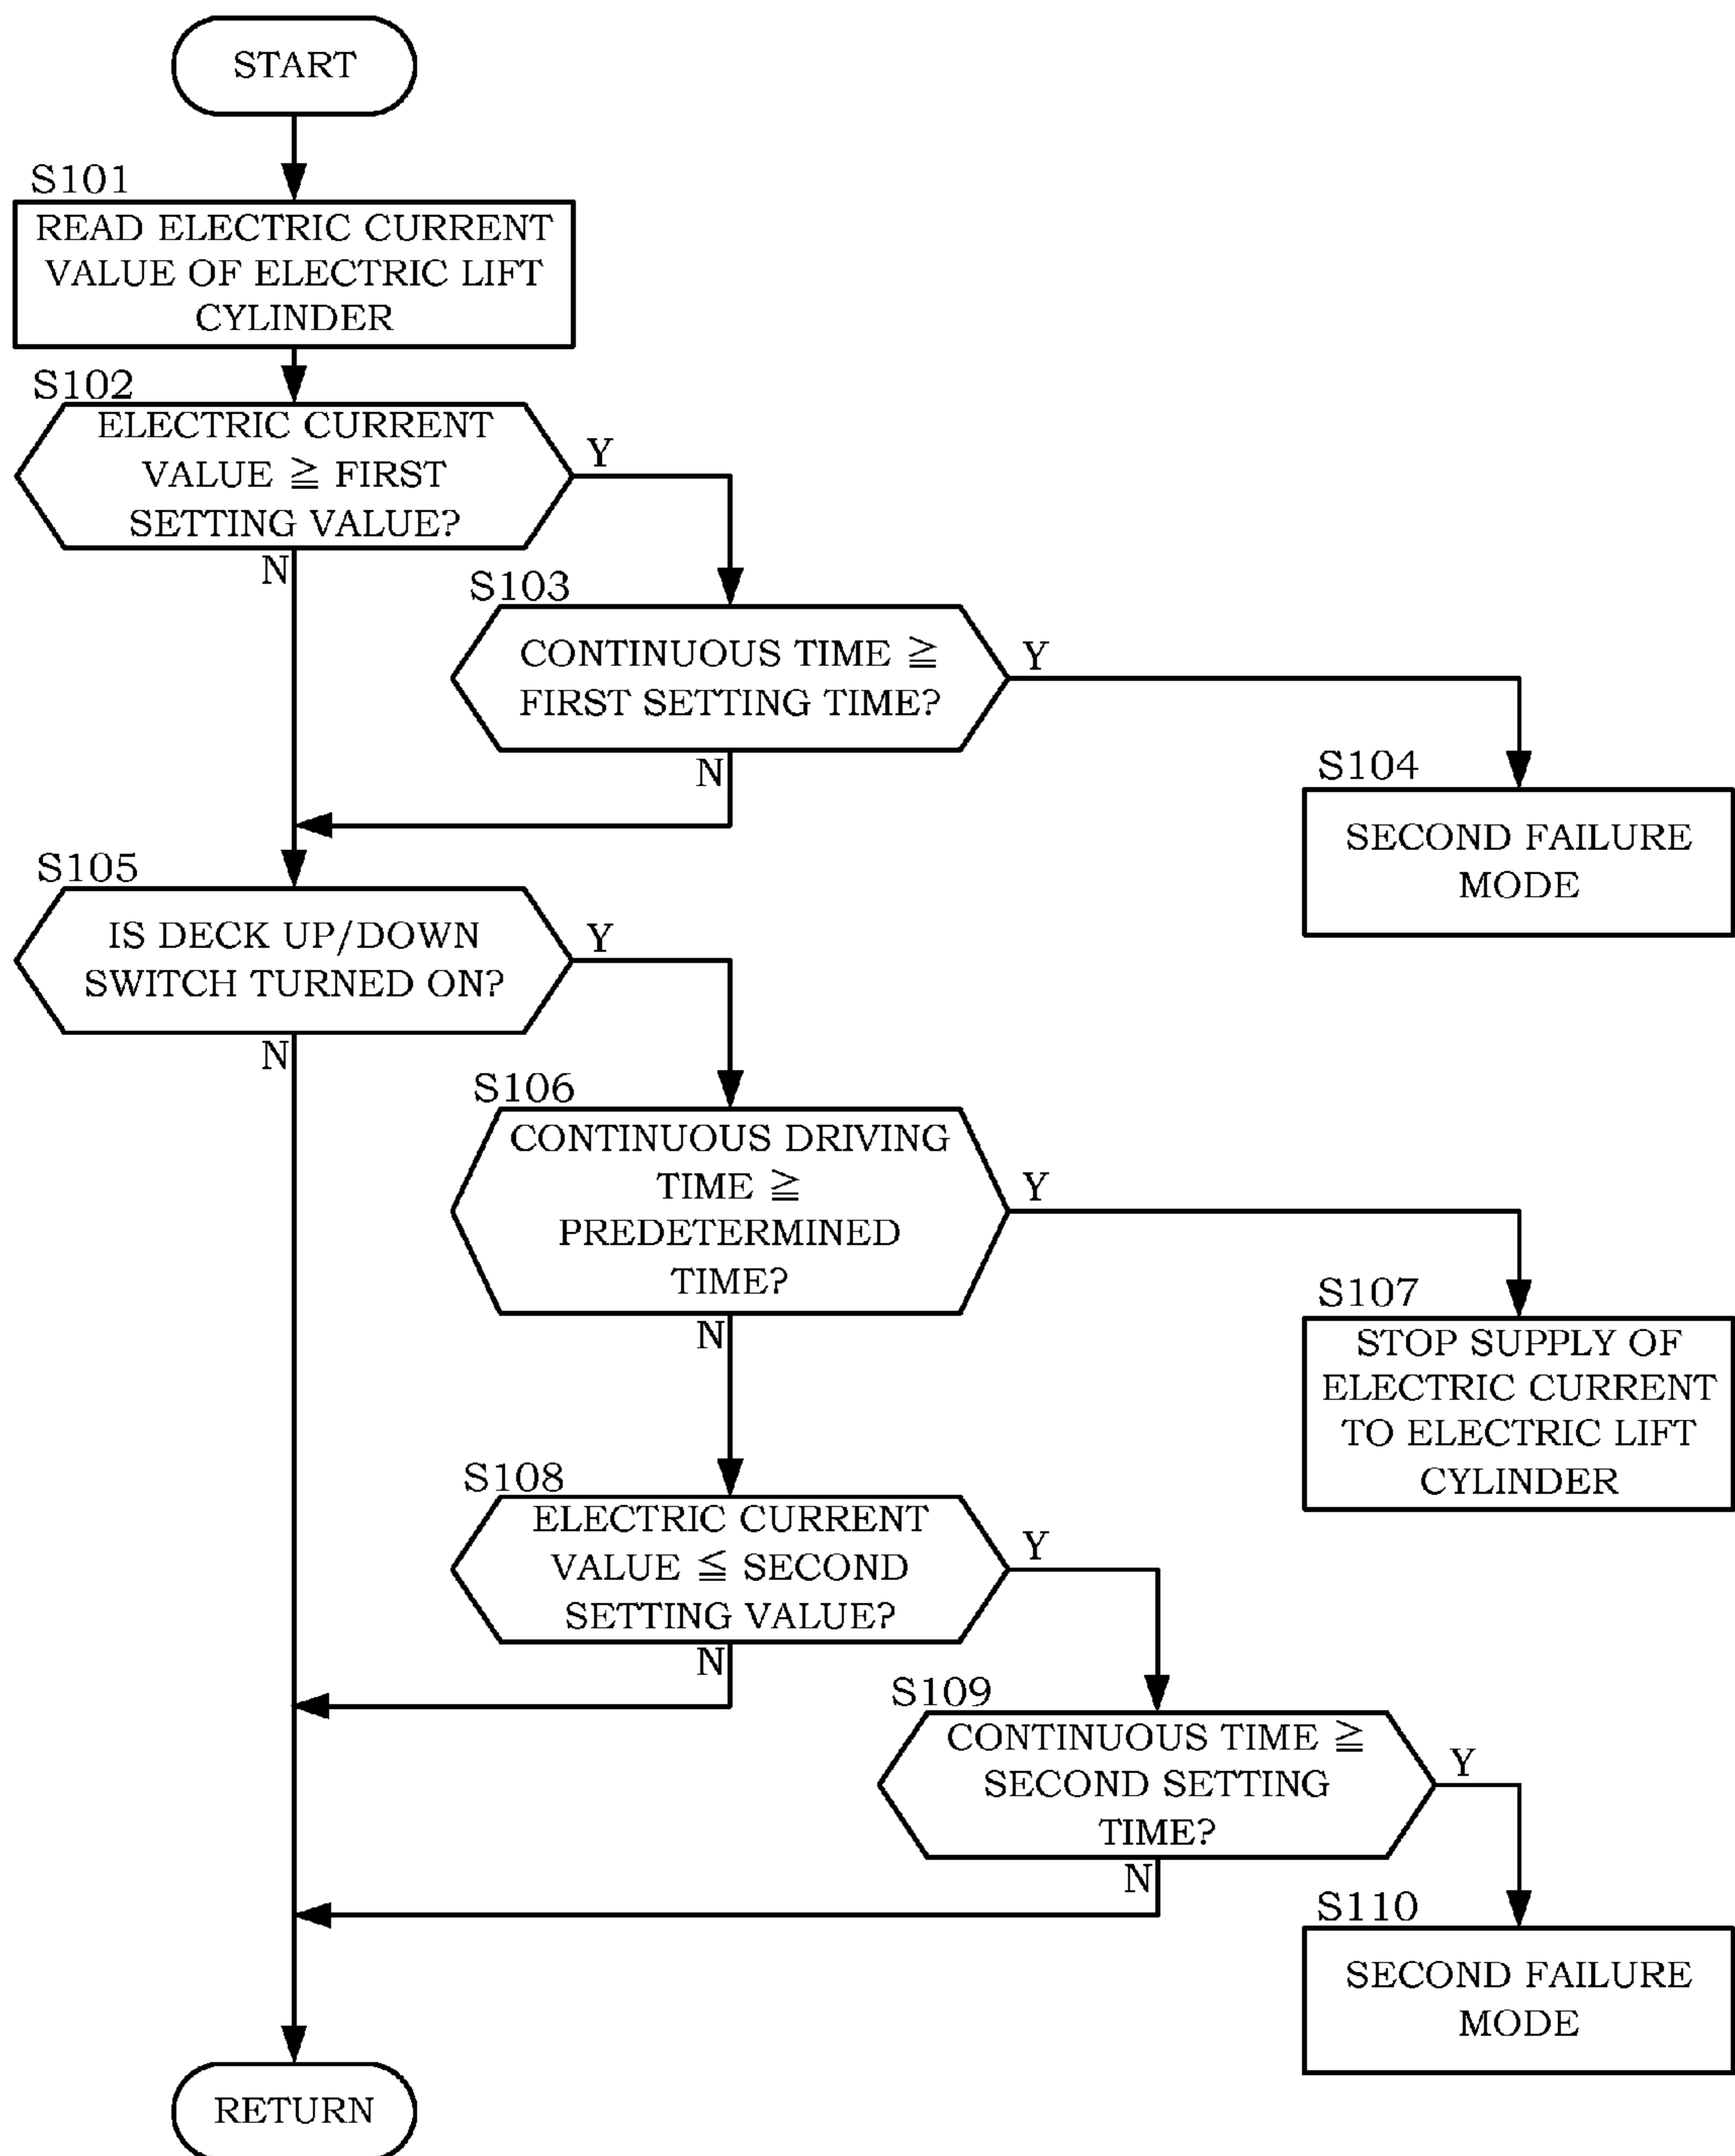 START
S101
READ ELECTRIC CURRENT
VALUE OF ELECTRIC LIFT
CYLINDER
S102
ELECTRIC CURRENT
VALUE ≧ FIRST
SETTING VALUE?
Y
N
S103
CONTINUOUS TIME ≧
FIRST SETTING TIME?
Y
N
S104
SECOND FAILURE
MODE
S105
IS DECK UP/DOWN
SWITCH TURNED ON?
Y
N
S106
CONTINUOUS DRIVING
TIME ≧
PREDETERMINED
TIME?
Y
N
S107
STOP SUPPLY OF
ELECTRIC CURRENT
TO ELECTRIC LIFT
CYLINDER
S108
ELECTRIC CURRENT
VALUE ≦ SECOND
SETTING VALUE?
Y
N
S109
CONTINUOUS TIME ≧
SECOND SETTING
TIME?
Y
N
S110
SECOND FAILURE
MODE
RETURN